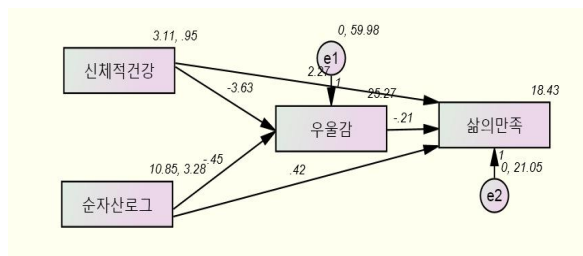 0, 59.98
3.11, .95
e1
신체적건강
2.27
1
-3.63
25.27
18.43
우울감
-.21
삶의만족
10.85, 3.28
-.45
1
0, 21.05
.42
순자산로그
e2